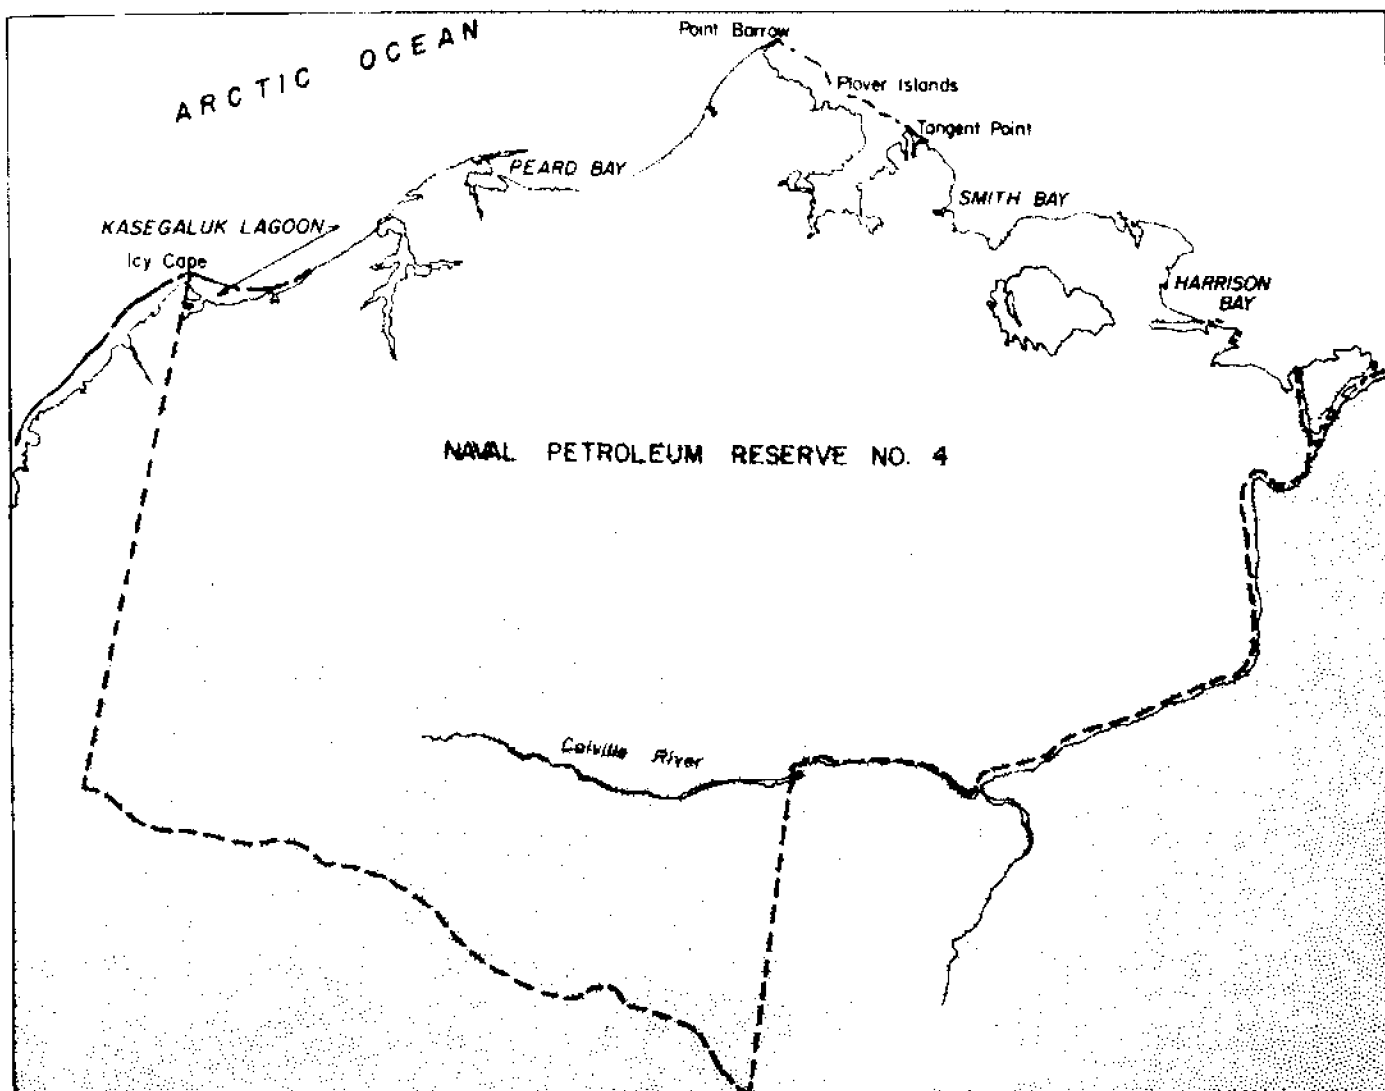 ARCTIC OCEAN
Point Barrow
Plover Islands
Tangent Point
PEARD BAY
SMITH BAY
KASEGALUK LAGOON
Icy Cape
HARRISON
BAY
NAVAL PETROLEUM RESERVE NO. 4
Colville River